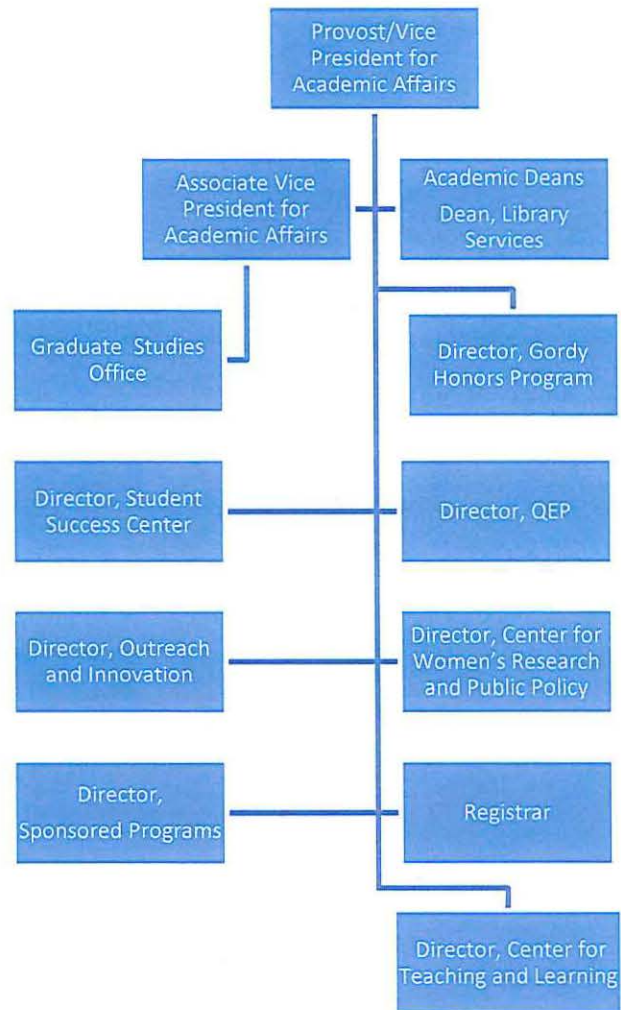 Provost/Vice
President for
Academic Affairs
Associate Vice
President for
Academic Affairs
Academic Deans
Dean, Library
Services
Graduate Studies
Office
Director, Gordy
Honors Program
Director, Student
Success Center
Director, QEP
Director, Outreach
and Innovation
Director, Center for
Women's Research
and Public Policy
Director,
Sponsored Programs
Registrar
Director, Center for
Teaching and Learning